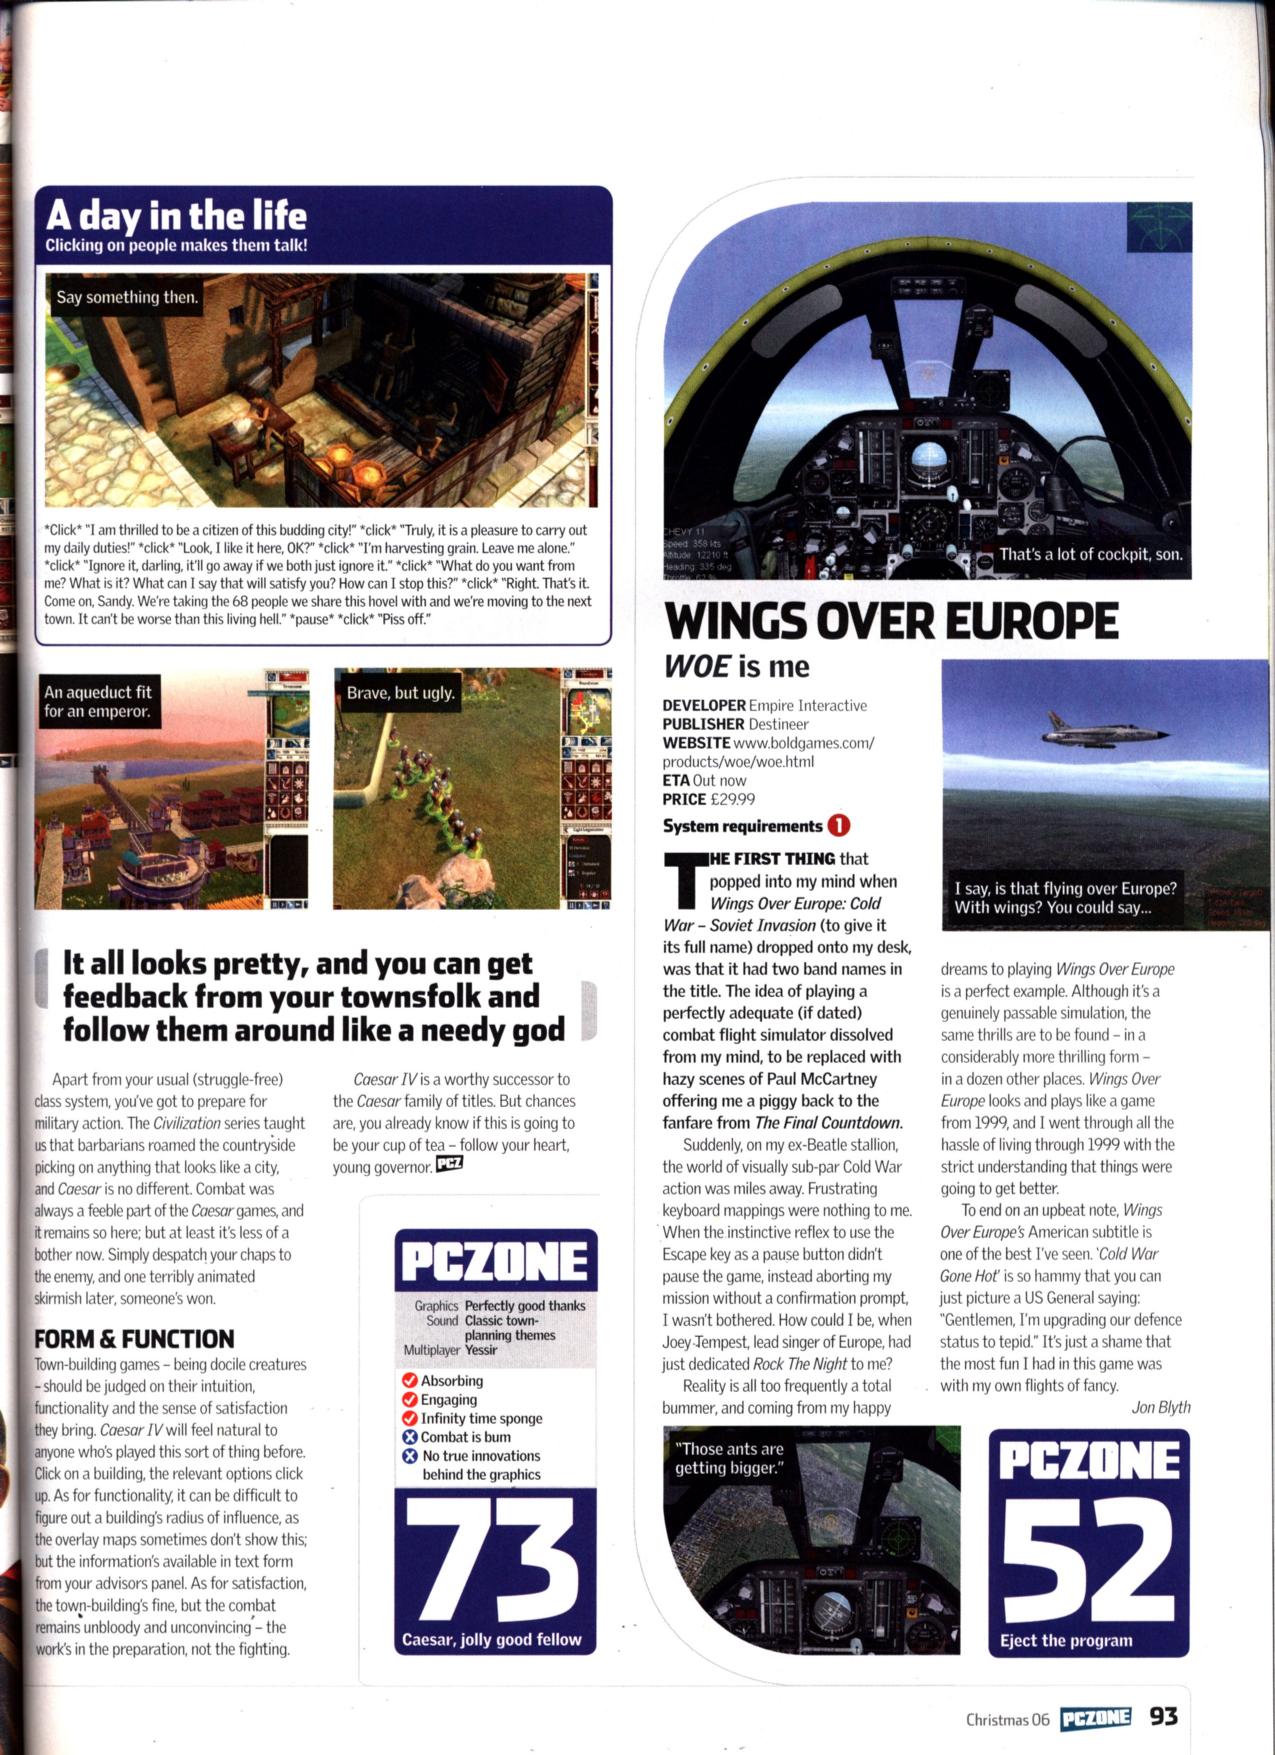 A day in the life
Clicking on people makes them talk!
Say something then.
*Click* "I am thrilled to be a citizen of this budding city!" *click* "Truly, it is a pleasure to carry out
my daily duties!" *click* "Look, I like it here, OK?" *click* "I'm harvesting grain. Leave me alone."
*click* "Ignore it, darling, it'll go away if we both just ignore it." *click* "What do you want from
me? What is it? What can I say that will satisfy you? How can I stop this?" *click* "Right. That's it.
Come on, Sandy. We're taking the 68 people we share this hovel with and we're moving to the next
town. It can't be worse than this living hell." *pause* *click* "Piss off."
An aqueduct fit
for an emperor.
Brave, but ugly.
It all looks pretty, and you can get
feedback from your townsfolk and
follow them around like a needy god
Apart from your usual (struggle-free)
class system, you've got to prepare for
military action. The Civilization series taught
us that barbarians roamed the countryside
picking on anything that looks like a city,
and Caesar is no different. Combat was
always a feeble part of the Caesar games, and
it remains so here; but at least it's less of a
bother now. Simply despatch your chaps to
the enemy, and one terribly animated
skirmish later, someone's won.
FORM & FUNCTION
Town-building games – being docile creatures
– should be judged on their intuition,
functionality and the sense of satisfaction
they bring. Caesar IV will feel natural to
anyone who's played this sort of thing before.
Click on a building, the relevant options click
up. As for functionality, it can be difficult to
figure out a building's radius of influence, as
the overlay maps sometimes don't show this;
but the information's available in text form
from your advisors panel. As for satisfaction,
the town-building's fine, but the combat
remains unbloody and unconvincing – the
work's in the preparation, not the fighting.
Caesar IV is a worthy successor to
the Caesar family of titles. But chances
are, you already know if this is going to
be your cup of tea – follow your heart,
young governor. PCZ
PCZONE
Graphics Perfectly good thanks
Sound Classic town-
planning themes
Multiplayer Yessir
Absorbing
Engaging
Infinity time sponge
Combat is bum
No true innovations
behind the graphics
73
Caesar, jolly good fellow
CHEVY 11
Speed: 358 kts
Altitude: 12210 ft
Heading: 335 deg
That's a lot of cockpit, son.
WINGS OVER EUROPE
WOE is me
DEVELOPER Empire Interactive
PUBLISHER Destineer
WEBSITE www.boldgames.com/
products/woe/woe.html
ETA Out now
PRICE £29.99
System requirements 1
THE FIRST THING that
popped into my mind when
Wings Over Europe: Cold
War – Soviet Invasion (to give it
its full name) dropped onto my desk,
was that it had two band names in
the title. The idea of playing a
perfectly adequate (if dated)
combat flight simulator dissolved
from my mind, to be replaced with
hazy scenes of Paul McCartney
offering me a piggy back to the
fanfare from The Final Countdown.
Suddenly, on my ex-Beatle stallion,
the world of visually sub-par Cold War
action was miles away. Frustrating
keyboard mappings were nothing to me.
When the instinctive reflex to use the
Escape key as a pause button didn't
pause the game, instead aborting my
mission without a confirmation prompt,
I wasn't bothered. How could I be, when
Joey Tempest, lead singer of Europe, had
just dedicated Rock The Night to me?
Reality is all too frequently a total
bummer, and coming from my happy
I say, is that flying over Europe?
With wings? You could say...
dreams to playing Wings Over Europe
is a perfect example. Although it's a
genuinely passable simulation, the
same thrills are to be found – in a
considerably more thrilling form –
in a dozen other places. Wings Over
Europe looks and plays like a game
from 1999, and I went through all the
hassle of living through 1999 with the
strict understanding that things were
going to get better.
To end on an upbeat note, Wings
Over Europe's American subtitle is
one of the best I've seen. 'Cold War
Gone Hot' is so hammy that you can
just picture a US General saying:
"Gentlemen, I'm upgrading our defence
status to tepid." It's just a shame that
the most fun I had in this game was
with my own flights of fancy.
Jon Blyth
"Those ants are
getting bigger."
PCZONE
52
Eject the program
Christmas 06 PCZONE 93